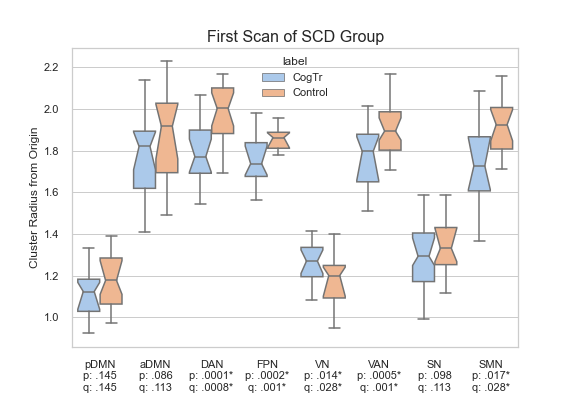 First Scan of SCD Group
label
CogTr
Control
Cluster Radius from Origin
2.2
2.0
1.8
1.6
1.4
1.2
1.0
pDMN aDMN DAN FPN VN VAN SN SMN
p: .145 p: .086 p: .0001* p: .0002* p: .014* p: .0005* p: .098 p: .017*
q: .145 q: .113 q: .0008* q: .001* q: .028* q: .001* q: .113 q: .028*